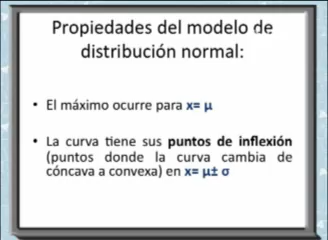 Propiedades del modelo de
distribución normal:
• El máximo ocurre para x= μ
• La curva tiene sus puntos de inflexión
(puntos donde la curva cambia de
cóncava a convexa) en x= μ± σ